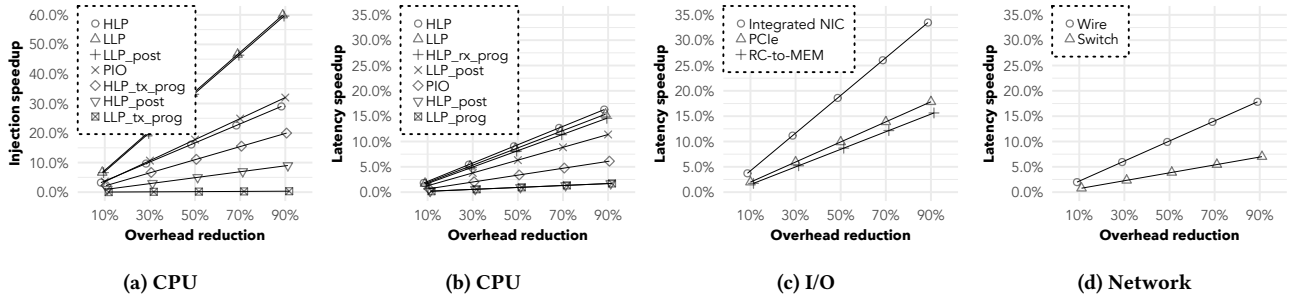 Injection speedup
60.0%
50.0%
40.0%
30.0%
20.0%
10.0%
0.0%
HLP
LLP
LLP_post
PIO
HLP_tx_prog
HLP_post
LLP_tx_prog
10% 30% 50% 70% 90%
Overhead reduction
(a) CPU
Latency speedup
35.0%
30.0%
25.0%
20.0%
15.0%
10.0%
5.0%
0.0%
HLP
LLP
HLP_rx_prog
LLP_post
PIO
HLP_post
LLP_prog
10% 30% 50% 70% 90%
Overhead reduction
(b) CPU
Latency speedup
35.0%
30.0%
25.0%
20.0%
15.0%
10.0%
5.0%
0.0%
Integrated NIC
PCIe
RC-to-MEM
10% 30% 50% 70% 90%
Overhead reduction
(c) I/O
Latency speedup
35.0%
30.0%
25.0%
20.0%
15.0%
10.0%
5.0%
0.0%
Wire
Switch
10% 30% 50% 70% 90%
Overhead reduction
(d) Network